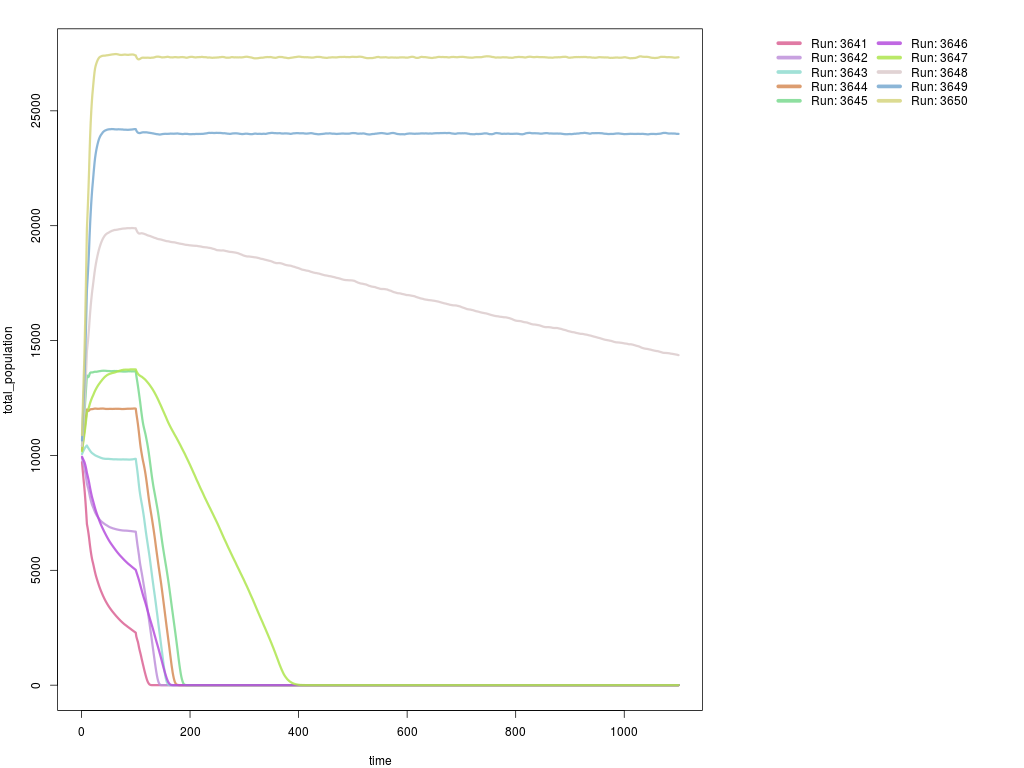 Run: 3641
Run: 3642
Run: 3643
Run: 3644
Run: 3645
Run: 3646
Run: 3647
Run: 3648
Run: 3649
Run: 3650
total_population
25000
20000
15000
10000
5000
0
0 200 400 600 800 1000
time